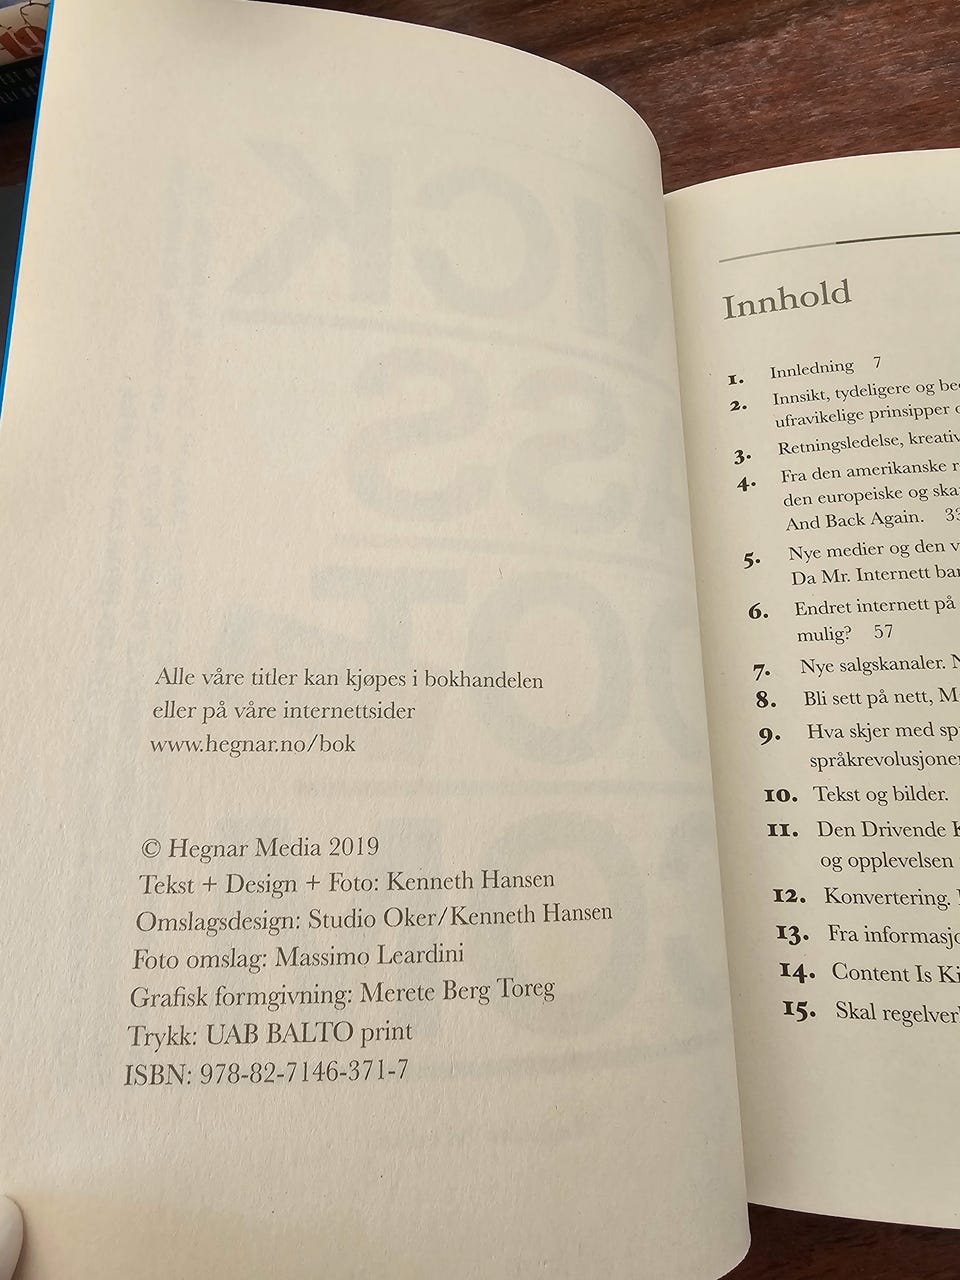 Alle våre titler kan kjøpes i bokhandelen
eller på våre internettsider
www.hegnar.no/bok
© Hegnar Media 2019
Tekst + Design + Foto: Kenneth Hansen
Omslagsdesign: Studio Oker/Kenneth Hansen
Foto omslag: Massimo Leardini
Grafisk formgivning: Merete Berg Toreg
Trykk: UAB BALTO print
ISBN: 978-82-7146-371-7
Innhold
1. Innledning 7
2. Innsikt, tydeligere og
ufravikelige prinsipper
3. Retningsledelse,
4. Fra den amerikanske
den europeiske og
And Back Again.
5. Nye medier og den
Da Mr. Internett
6. Endret internett på
mulig? 57
7. Nye salgskanaler.
8. Bli sett på nett,
9. Hva skjer med
10. Tekst og bilder.
11. Den Drivende
og opplevelsen
12. Konvertering.
13. Fra
14. Content Is
15. Skal